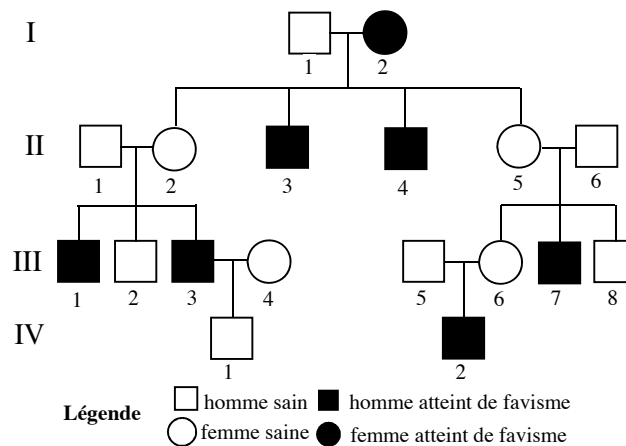 I
1 2
II
1 2 3 4 5 6
III
1 2 3 4 5 6 7 8
IV
1 2
Légende
homme sain homme atteint de favisme
femme saine femme atteint de favisme